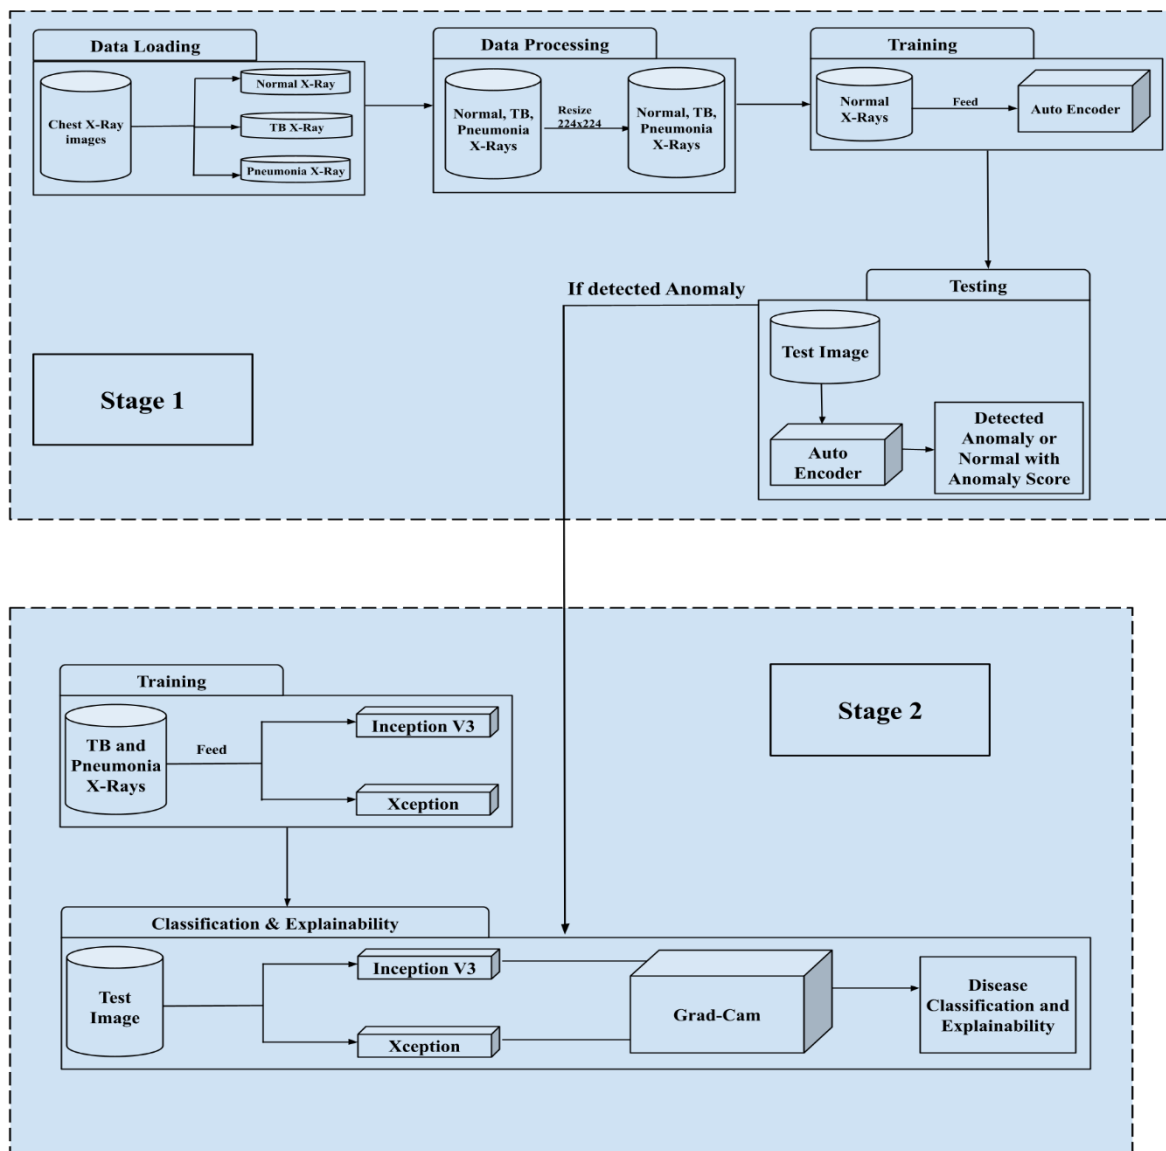 Data Loading
Chest X-Ray
images
Normal X-Ray
TB X-Ray
Pneumonia X-Ray
Data Processing
Normal, TB,
Pneumonia
X-Rays
Resize
224x224
Normal, TB,
Pneumonia
X-Rays
Training
Normal
X-Rays
Feed
Auto Encoder
If detected Anomaly
Testing
Test Image
Auto
Encoder
Detected
Anomaly or
Normal with
Anomaly Score
Stage 1
Training
TB and
Pneumonia
X-Rays
Feed
Inception V3
Xception
Stage 2
Classification & Explainability
Test
Image
Inception V3
Xception
Grad-Cam
Disease
Classification and
Explainability